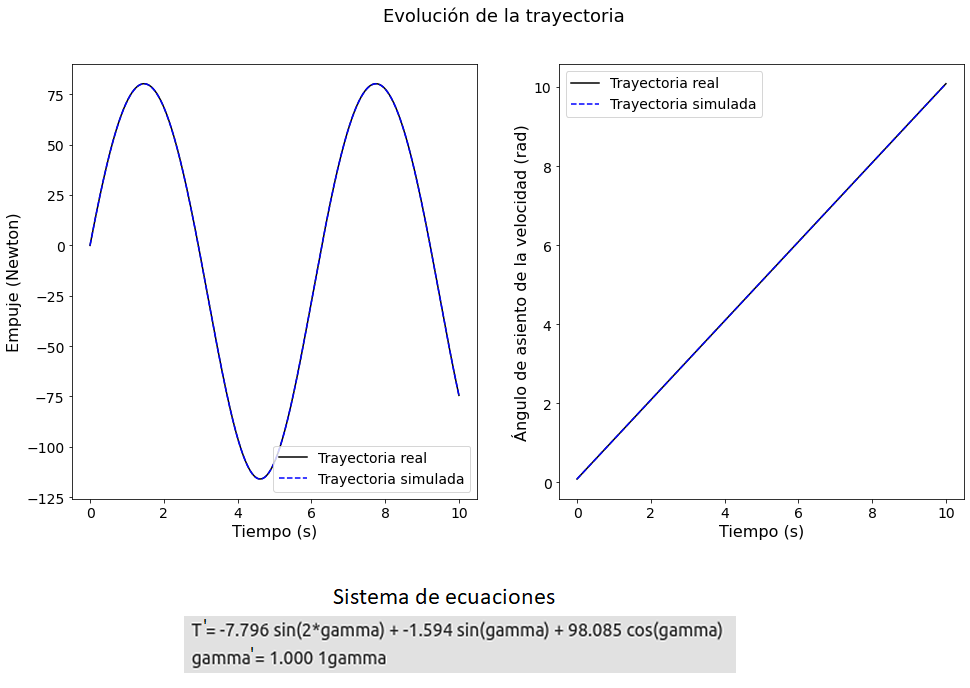 Evolución de la trayectoria
Empuje (Newton)
75
50
25
0
−25
−50
−75
−100
−125
0 2 4 6 8 10
Tiempo (s)
Trayectoria real
Trayectoria simulada
Ángulo de asiento de la velocidad (rad)
10
8
6
4
2
0
0 2 4 6 8 10
Tiempo (s)
Trayectoria real
Trayectoria simulada
Sistema de ecuaciones
T'= -7.796 sin(2*gamma) + -1.594 sin(gamma) + 98.085 cos(gamma)
gamma'= 1.000 1gamma